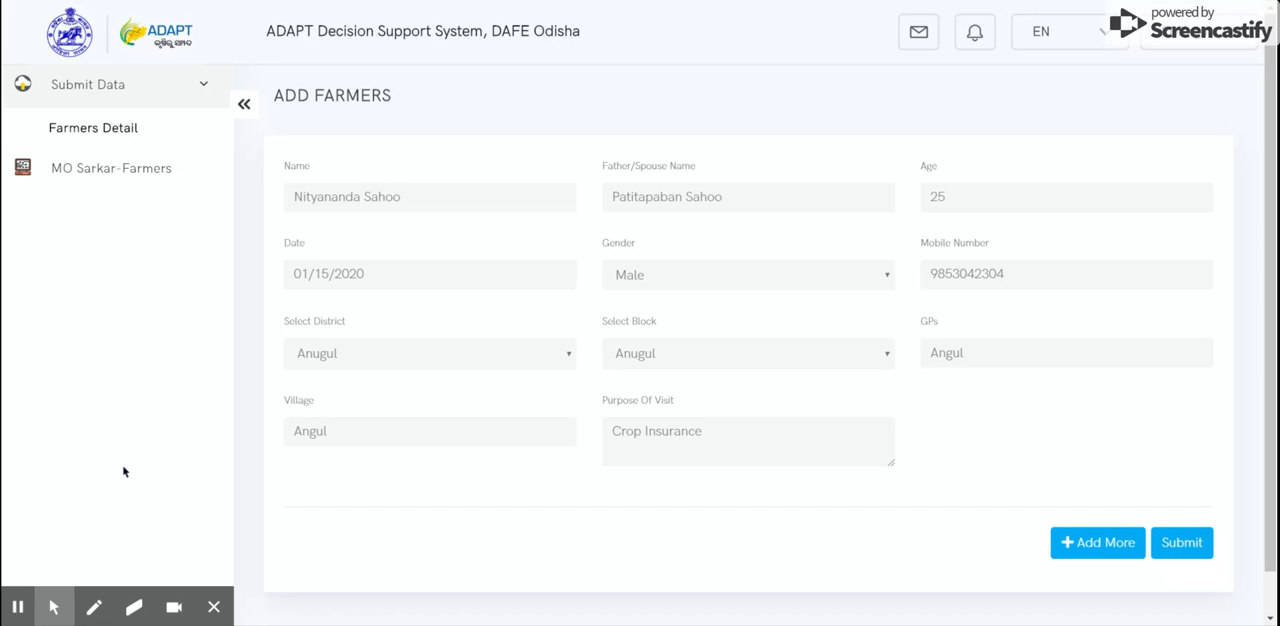 ADAPT
କୃଷିରୁ ସମ୍ପଦ
ADAPT Decision Support System, DAFE Odisha
EN
powered by
Screencastify
Submit Data
Farmers Detail
MO Sarkar-Farmers
ADD FARMERS
Name
Father/Spouse Name
Age
Nityananda Sahoo
Patitapaban Sahoo
25
Date
Gender
Mobile Number
01/15/2020
Male
9853042304
Select District
Select Block
GPs
Anugul
Anugul
Angul
Village
Purpose Of Visit
Angul
Crop Insurance
Add More
Submit